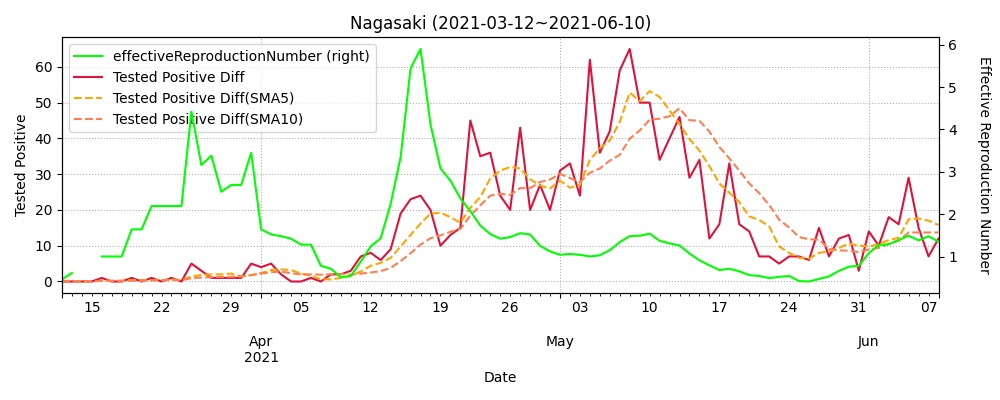 Nagasaki (2021-03-12~2021-06-10)
effectiveReproductionNumber (right)
Tested Positive Diff
Tested Positive Diff(SMA5)
Tested Positive Diff(SMA10)
Tested Positive
60
50
40
30
20
10
0
6
5
4
3
2
1
Effective Reproduction Number
15 22 29 05 12 19 26 03 10 17 24 31 07
Apr May Jun
2021
Date